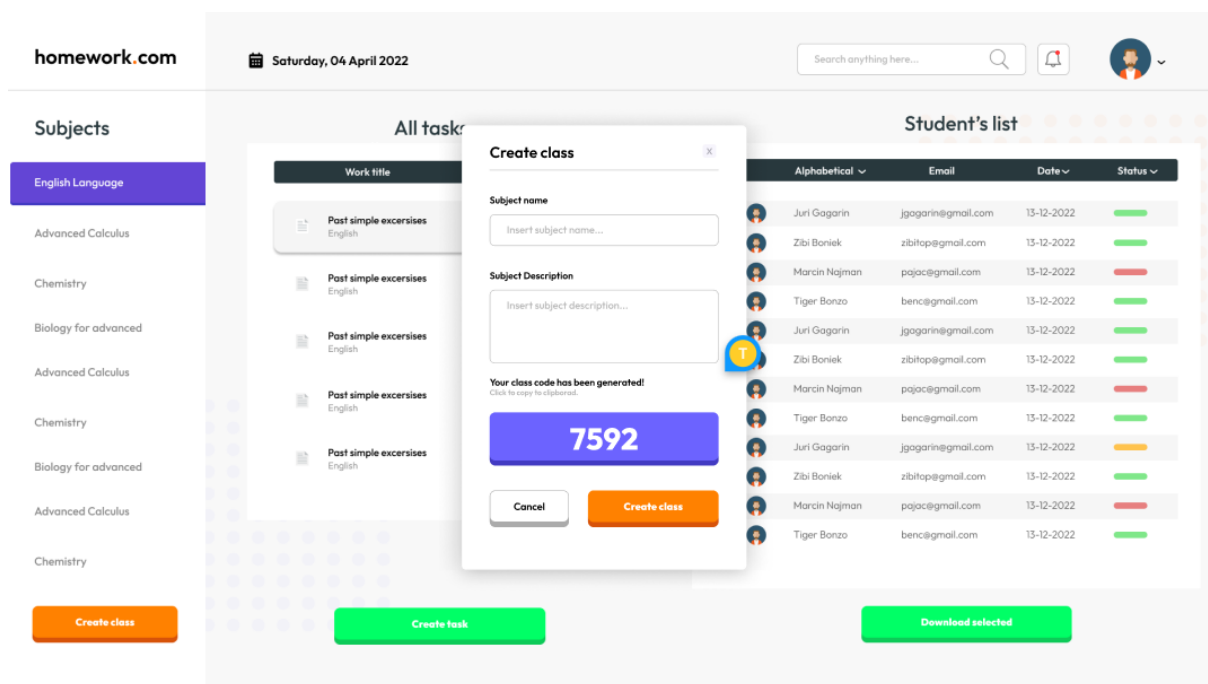 homework.com
Saturday, 04 April 2022
Search anything here...
Subjects
English Language
Advanced Calculus
Chemistry
Biology for advanced
Advanced Calculus
Chemistry
Biology for advanced
Advanced Calculus
Chemistry
Create class
All tasks
Work title
Past simple excersises
English
Past simple excersises
English
Past simple excersises
English
Past simple excersises
English
Past simple excersises
English
Create task
Create class
X
Subject name
Insert subject name...
Subject Description
Insert subject description...
Your class code has been generated!
Click to copy to clipborad.
7592
Cancel
Create class
T
Student's list
Alphabetical Email Date Status
Juri Gagarin jgagarin@gmail.com 13-12-2022
Zibi Boniek zibitop@gmail.com 13-12-2022
Marcin Najman pajac@gmail.com 13-12-2022
Tiger Bonzo benc@gmail.com 13-12-2022
Juri Gagarin jgagarin@gmail.com 13-12-2022
Zibi Boniek zibitop@gmail.com 13-12-2022
Marcin Najman pajac@gmail.com 13-12-2022
Tiger Bonzo benc@gmail.com 13-12-2022
Juri Gagarin jgagarin@gmail.com 13-12-2022
Zibi Boniek zibitop@gmail.com 13-12-2022
Marcin Najman pajac@gmail.com 13-12-2022
Tiger Bonzo benc@gmail.com 13-12-2022
Download selected